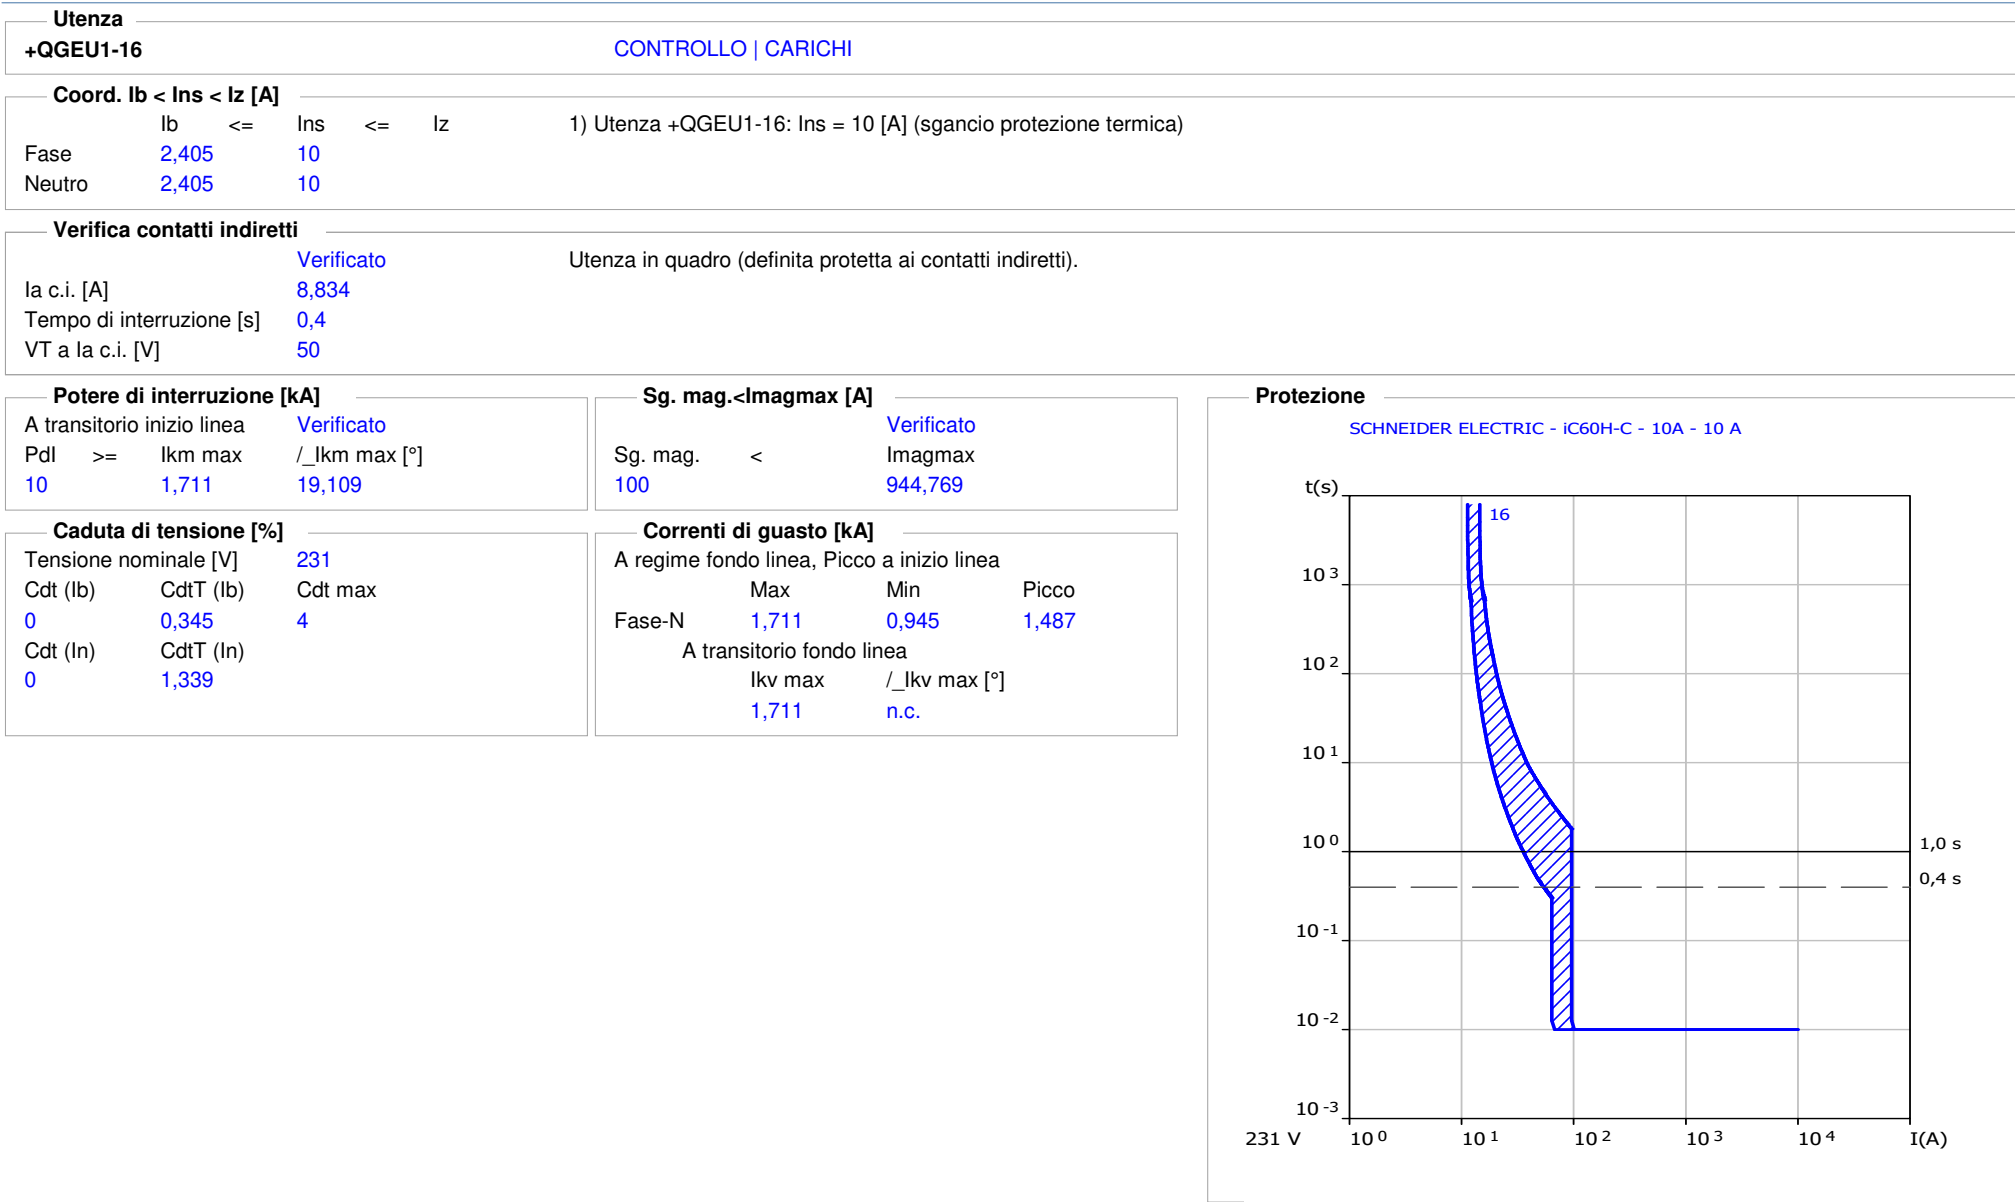 Utenza
+QGEU1-16 CONTROLLO | CARICHI
Coord. Ib < Ins < Iz [A]
Ib <= Ins <= Iz 1) Utenza +QGEU1-16: Ins = 10 [A] (sgancio protezione termica)
Fase 2,405 10
Neutro 2,405 10
Verifica contatti indiretti
Verificato Utenza in quadro (definita protetta ai contatti indiretti).
Ia c.i. [A] 8,834
Tempo di interruzione [s] 0,4
VT a Ia c.i. [V] 50
Potere di interruzione [kA]
A transitorio inizio linea Verificato
PdI >= Ikm max /_Ikm max [°]
10 1,711 19,109
Sg. mag.<Imagmax [A]
Verificato
Sg. mag. < Imagmax
100 944,769
Caduta di tensione [%]
Tensione nominale [V] 231
Cdt (Ib) CdtT (Ib) Cdt max
0 0,345 4
Cdt (In) CdtT (In)
0 1,339
Correnti di guasto [kA]
A regime fondo linea, Picco a inizio linea
Max Min Picco
Fase-N 1,711 0,945 1,487
A transitorio fondo linea
Ikv max /_Ikv max [°]
1,711 n.c.
Protezione
SCHNEIDER ELECTRIC - iC60H-C - 10A - 10 A
t(s)
16
10 3
10 2
10 1
10 0
1,0 s
0,4 s
10 -1
10 -2
10 -3
231 V 10 0 10 1 10 2 10 3 10 4 I(A)